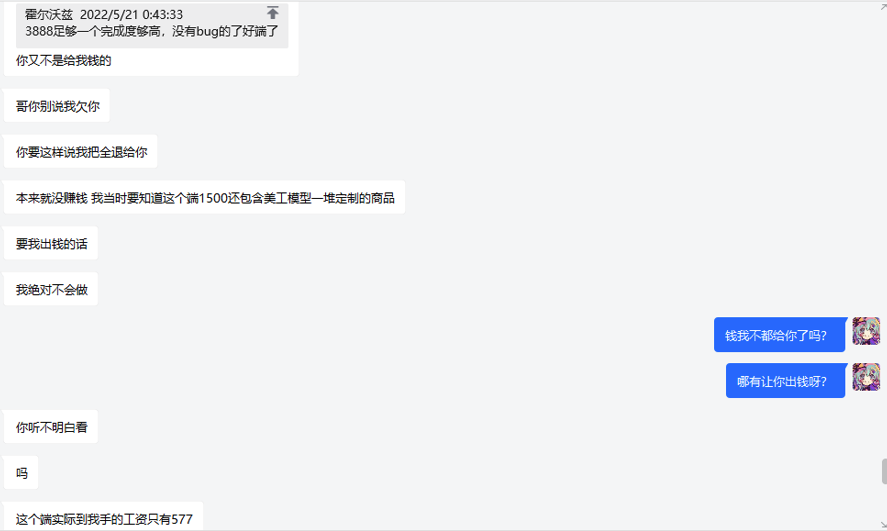 霍尔沃兹 2022/5/21 0:43:33
3888足够一个完成度够高，没有bug的了好端了
你又不是给我钱的
哥你别说我欠你
你要这样说我把全退给你
本来就没赚钱 我当时要知道这个端1500还包含美工模型一堆定制的商品
要我出钱的话
我绝对不会做
钱我不都给你了吗？
哪有让你出钱呀？
你听不明白看
吗
这个端实际到我手的工资只有577